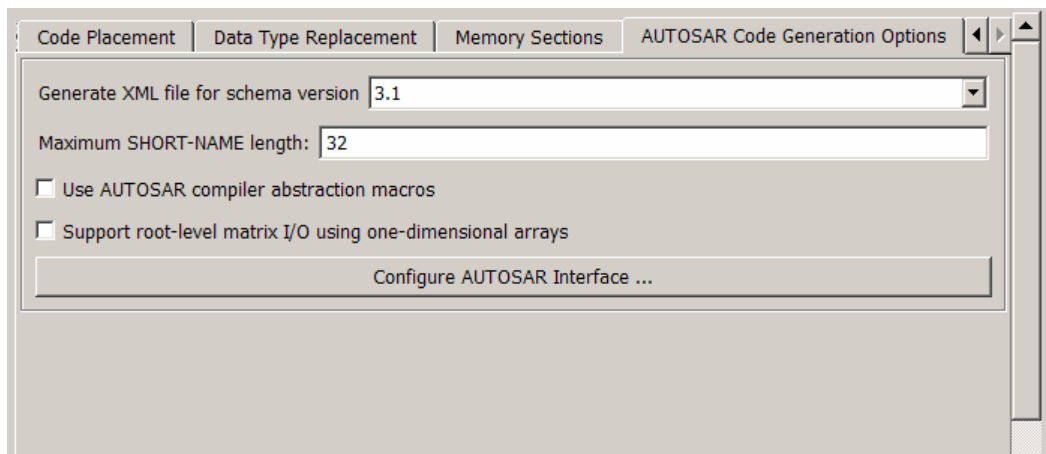 Code Placement Data Type Replacement Memory Sections AUTOSAR Code Generation Options
Generate XML file for schema version 3.1
Maximum SHORT-NAME length: 32
Use AUTOSAR compiler abstraction macros
Support root-level matrix I/O using one-dimensional arrays
Configure AUTOSAR Interface ...